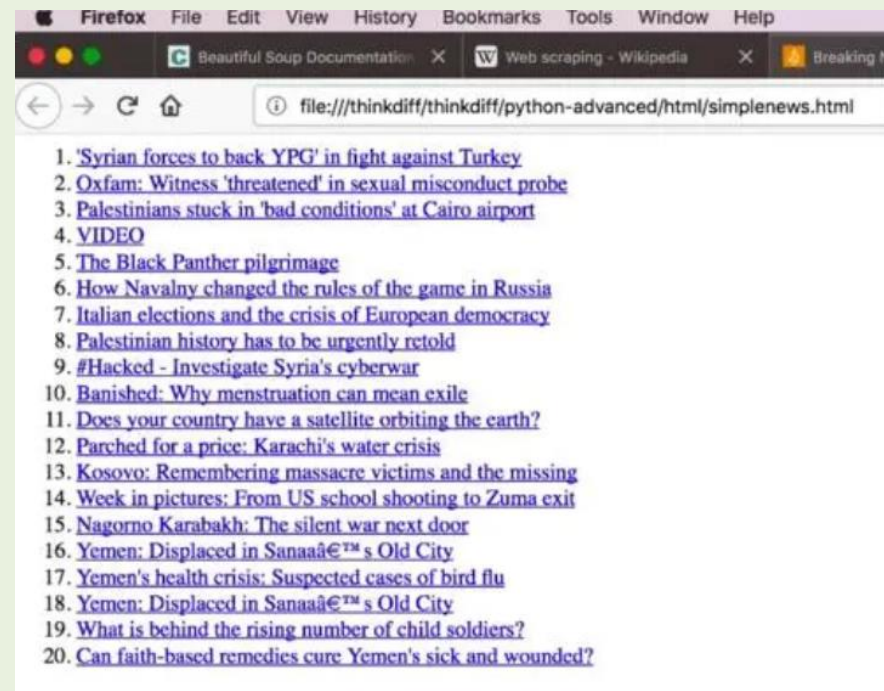 Firefox File Edit View History Bookmarks Tools Window Help
Beautiful Soup Documentation Web scraping - Wikipedia Breaking
file:///thinkdiff/thinkdiff/python-advanced/html/simplenews.html
1. 'Syrian forces to back YPG' in fight against Turkey
2. Oxfam: Witness 'threatened' in sexual misconduct probe
3. Palestinians stuck in 'bad conditions' at Cairo airport
4. VIDEO
5. The Black Panther pilgrimage
6. How Navalny changed the rules of the game in Russia
7. Italian elections and the crisis of European democracy
8. Palestinian history has to be urgently retold
9. #Hacked - Investigate Syria's cyberwar
10. Banished: Why menstruation can mean exile
11. Does your country have a satellite orbiting the earth?
12. Parched for a price: Karachi's water crisis
13. Kosovo: Remembering massacre victims and the missing
14. Week in pictures: From US school shooting to Zuma exit
15. Nagorno Karabakh: The silent war next door
16. Yemen: Displaced in Sanaaâ€™s Old City
17. Yemen's health crisis: Suspected cases of bird flu
18. Yemen: Displaced in Sanaaâ€™s Old City
19. What is behind the rising number of child soldiers?
20. Can faith-based remedies cure Yemen's sick and wounded?